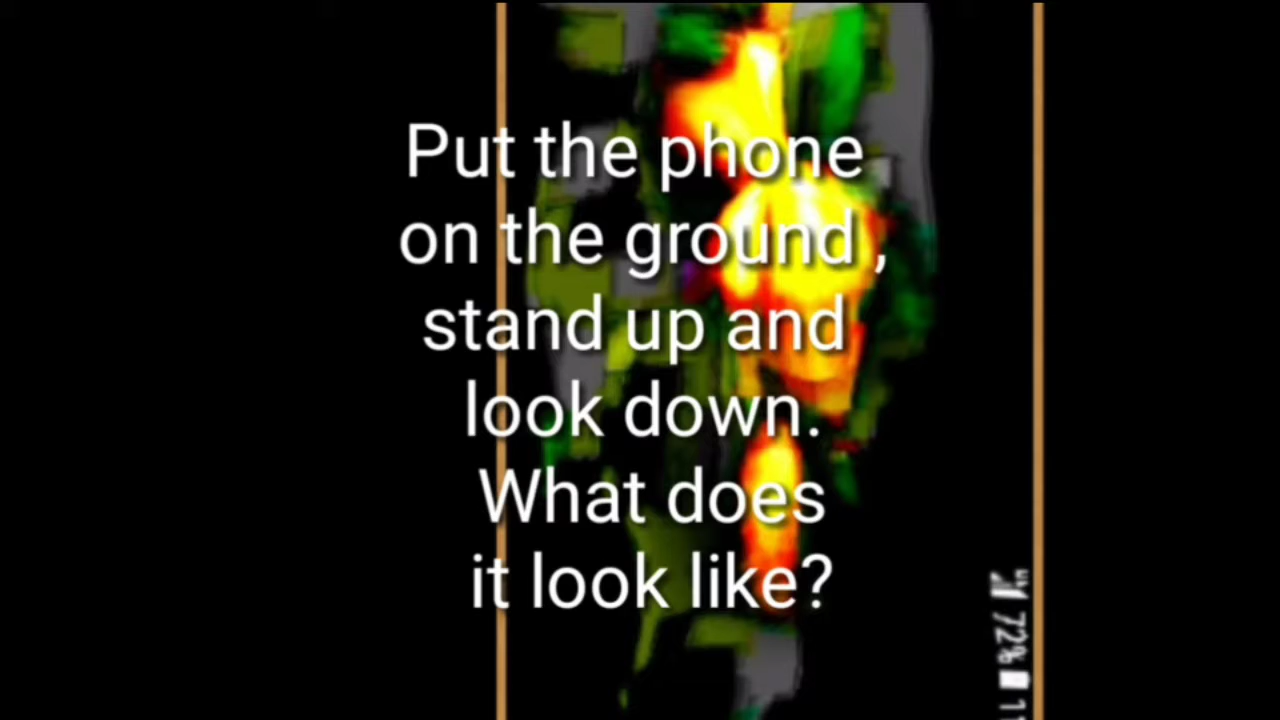 Put the phone
on the ground ,
stand up and
look down.
What does
it look like?
72%